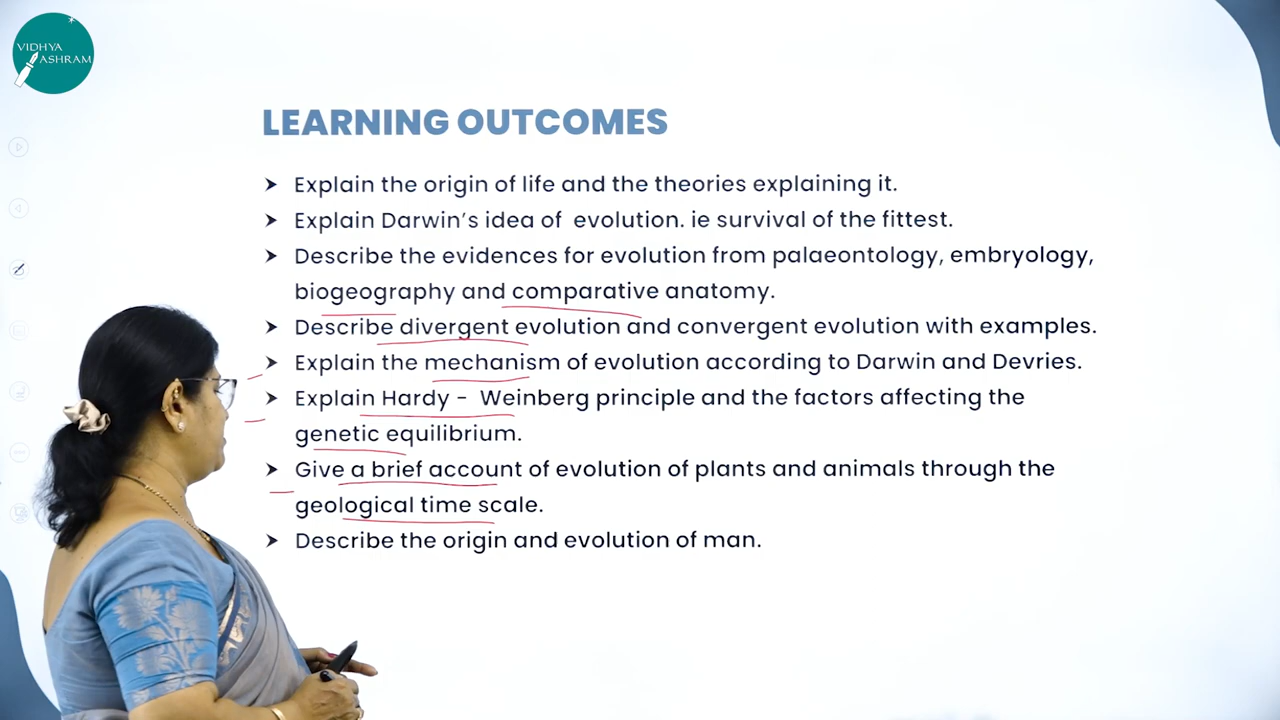 VIDHYA
ASHRAM
LEARNING OUTCOMES
➤ Explain the origin of life and the theories explaining it.
➤ Explain Darwin’s idea of evolution. ie survival of the fittest.
➤ Describe the evidences for evolution from palaeontology, embryology,
biogeography and comparative anatomy.
➤ Describe divergent evolution and convergent evolution with examples.
➤ Explain the mechanism of evolution according to Darwin and Devries.
➤ Explain Hardy - Weinberg principle and the factors affecting the
genetic equilibrium.
➤ Give a brief account of evolution of plants and animals through the
geological time scale.
➤ Describe the origin and evolution of man.